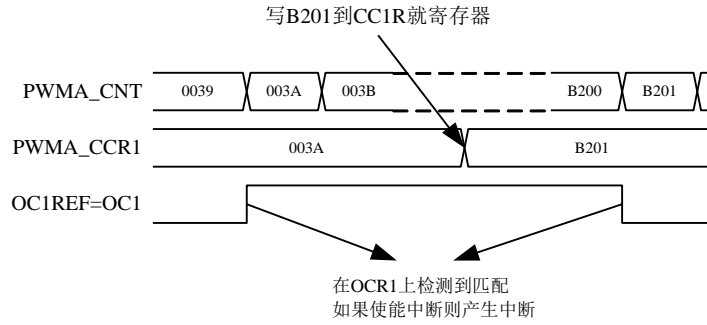 写B201到CC1R就寄存器
PWMA_CNT 0039 003A 003B B200 B201
PWMA_CCR1 003A B201
OC1REF=OC1
在OCR1上检测到匹配
如果使能中断则产生中断